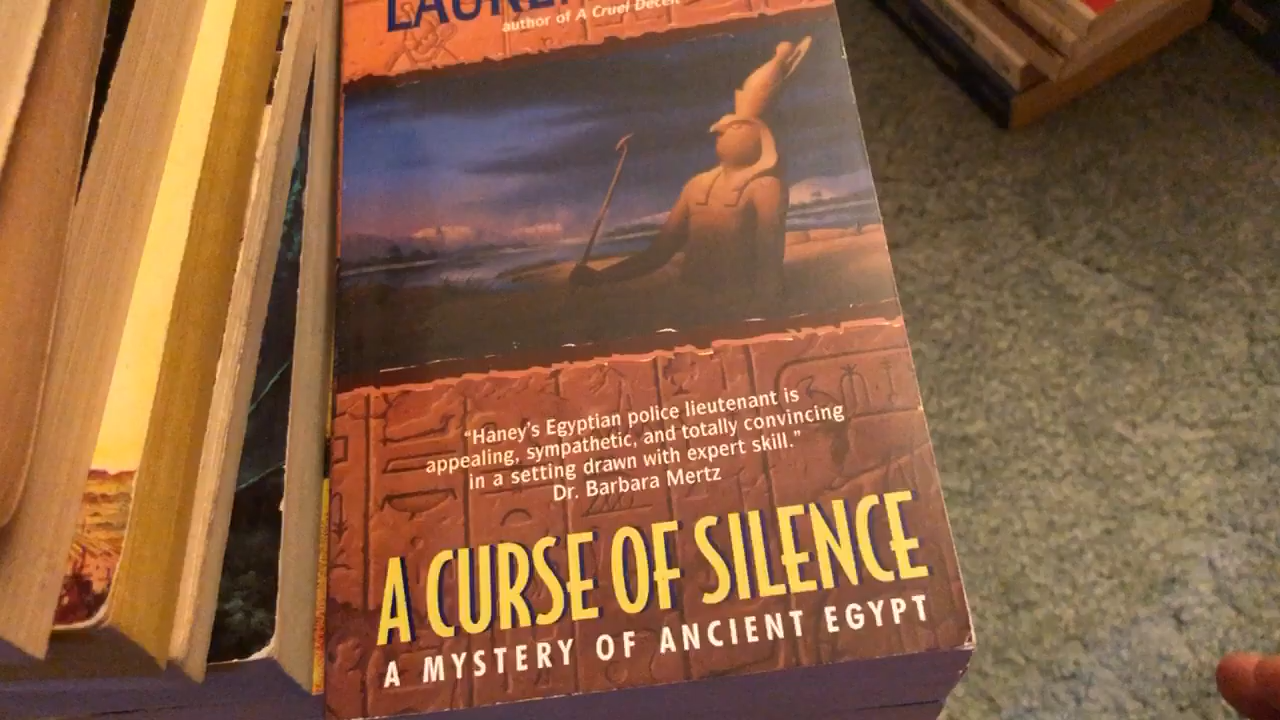 author of A Cruel Deceit
"Haney's Egyptian police lieutenant is
appealing, sympathetic, and totally convincing
in a setting drawn with expert skill."
Dr. Barbara Mertz
A CURSE OF SILENCE
A MYSTERY OF ANCIENT EGYPT